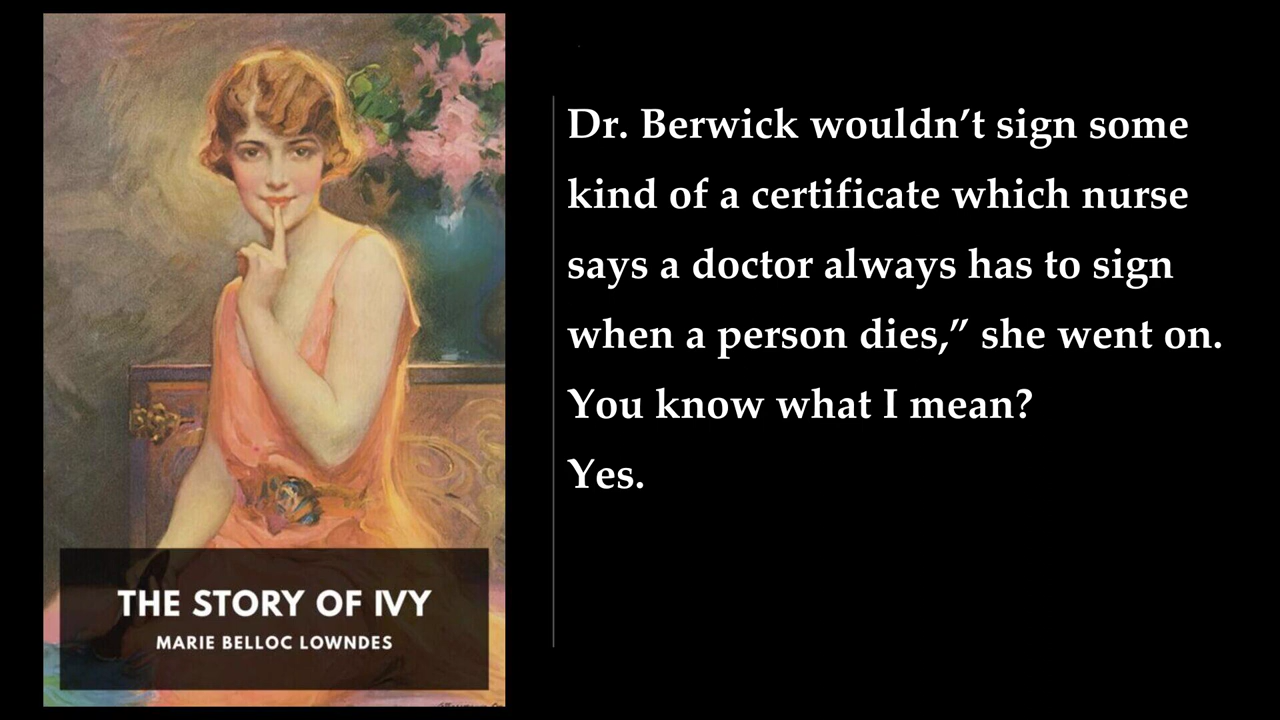 Dr. Berwick wouldn’t sign some
kind of a certificate which nurse
says a doctor always has to sign
when a person dies,” she went on.
You know what I mean?
Yes.
THE STORY OF IVY
MARIE BELLOC LOWNDES